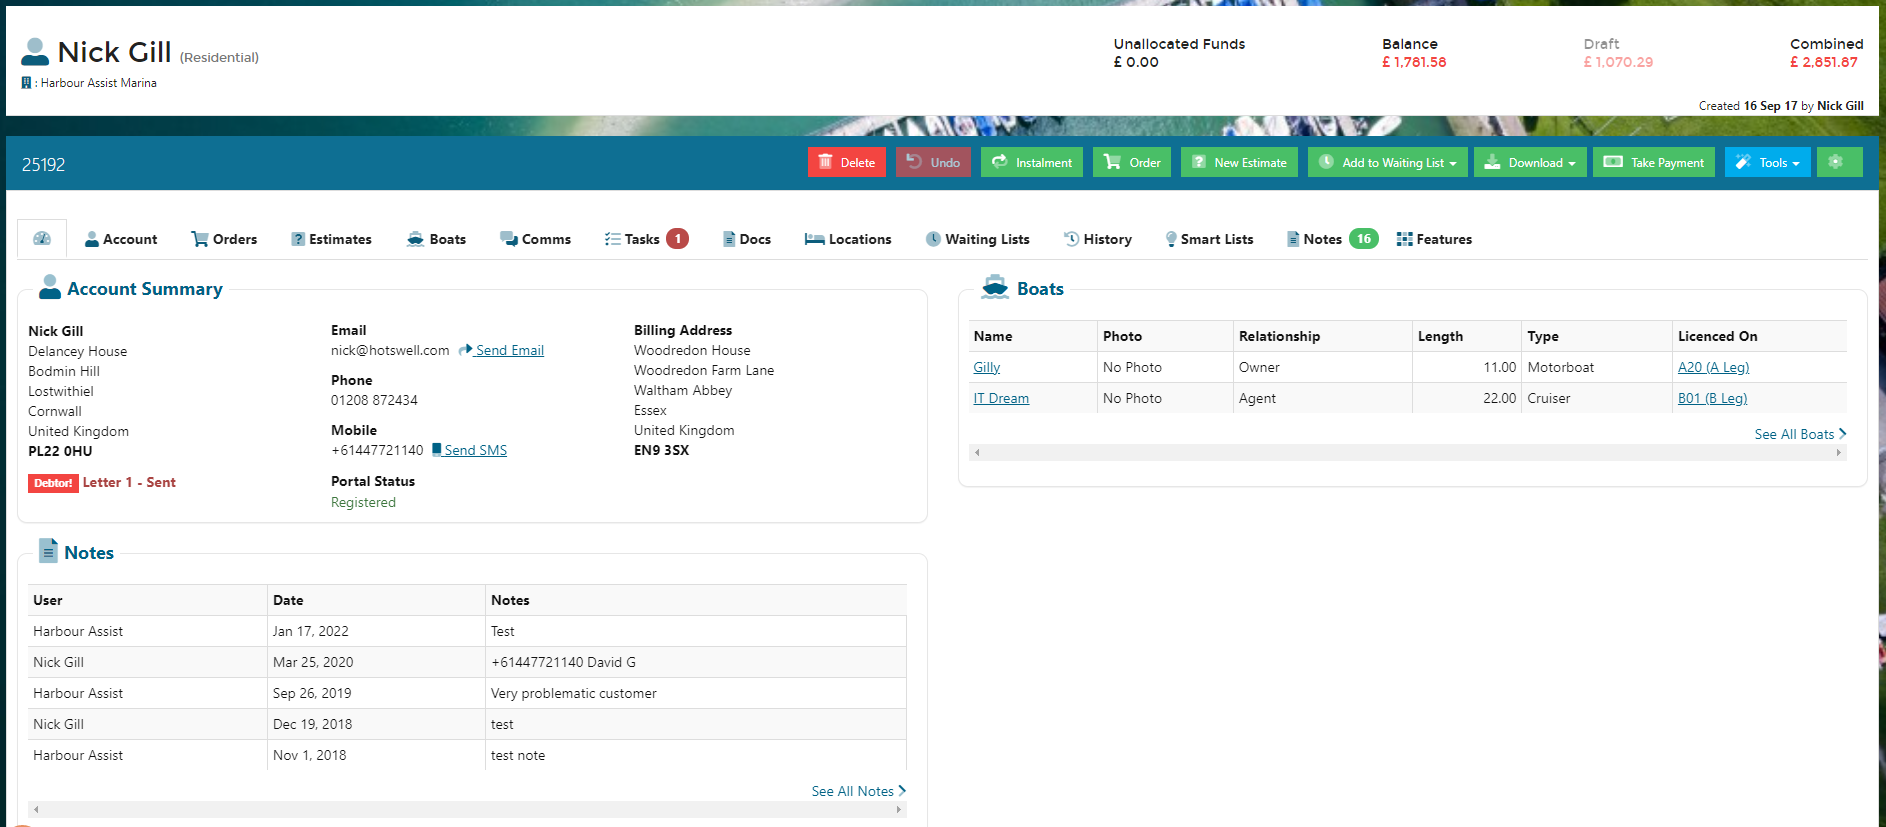 Nick Gill (Residential)
: Harbour Assist Marina
Unallocated Funds
£ 0.00
Balance
£ 1,781.58
Draft
£ 1,070.29
Combined
£ 2,851.87
Created 16 Sep 17 by Nick Gill
25192
Delete
Undo
Instalment
Order
New Estimate
Add to Waiting List
Download
Take Payment
Tools
Account
Orders
Estimates
Boats
Comms
Tasks 1
Docs
Locations
Waiting Lists
History
Smart Lists
Notes 16
Features
Account Summary
Nick Gill
Delancey House
Bodmin Hill
Lostwithiel
Cornwall
United Kingdom
PL22 0HU
Debtor! Letter 1 - Sent
Email
nick@hotswell.com Send Email
Phone
01208 872434
Mobile
+61447721140 Send SMS
Portal Status
Registered
Billing Address
Woodredon House
Woodredon Farm Lane
Waltham Abbey
Essex
United Kingdom
EN9 3SX
Boats
Name Photo Relationship Length Type Licenced On
Gilly No Photo Owner 11.00 Motorboat A20 (A Leg)
IT Dream No Photo Agent 22.00 Cruiser B01 (B Leg)
See All Boats
Notes
User Date Notes
Harbour Assist Jan 17, 2022 Test
Nick Gill Mar 25, 2020 +61447721140 David G
Harbour Assist Sep 26, 2019 Very problematic customer
Nick Gill Dec 19, 2018 test
Harbour Assist Nov 1, 2018 test note
See All Notes